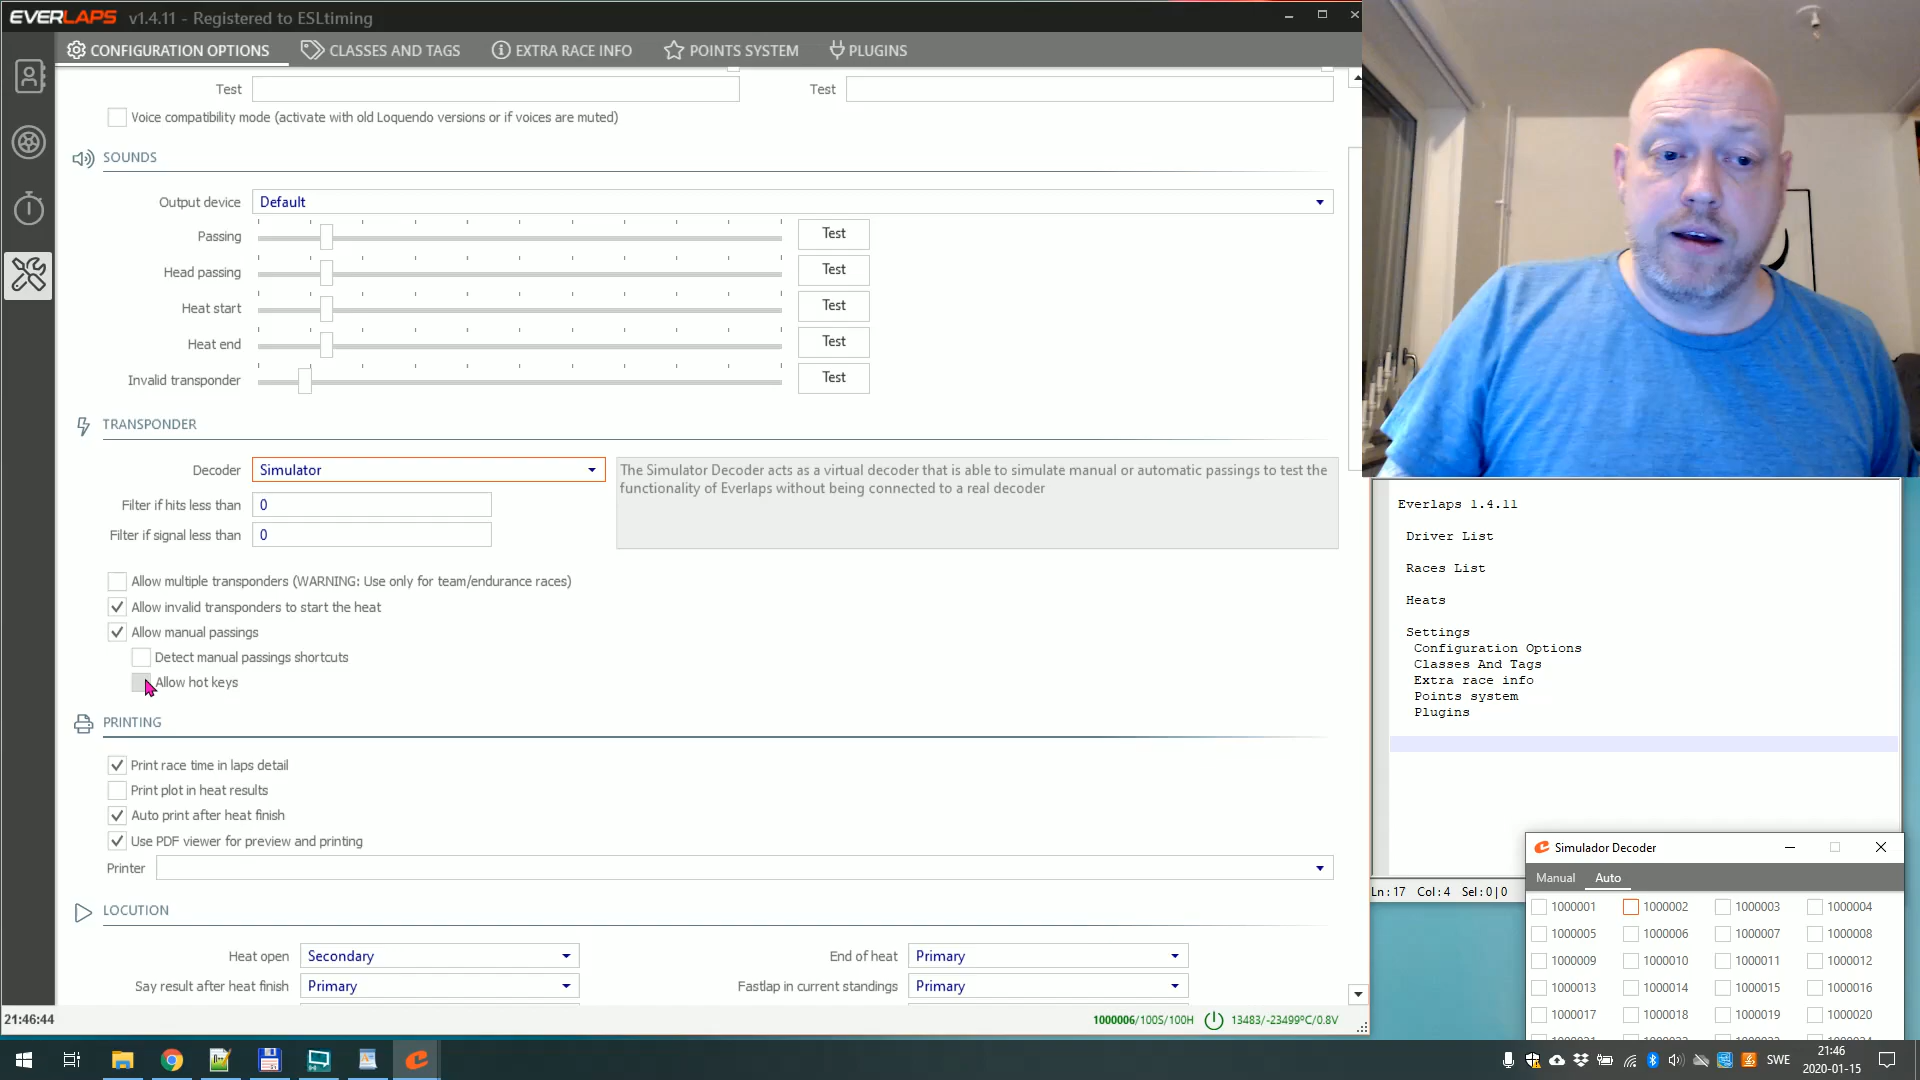 EVERLAPS v1.4.11 - Registered to ESLtiming
CONFIGURATION OPTIONS CLASSES AND TAGS EXTRA RACE INFO POINTS SYSTEM PLUGINS
Test Test
Voice compatibility mode (activate with old Loquendo versions or if voices are muted)
SOUNDS
Output device Default
Passing Test
Head passing Test
Heat start Test
Heat end Test
Invalid transponder Test
TRANSPONDER
Decoder Simulator
The Simulator Decoder acts as a virtual decoder that is able to simulate manual or automatic passings to test the
functionality of Everlaps without being connected to a real decoder
Filter if hits less than 0
Filter if signal less than 0
Allow multiple transponders (WARNING: Use only for team/endurance races)
Allow invalid transponders to start the heat
Allow manual passings
Detect manual passings shortcuts
Allow hot keys
PRINTING
Print race time in laps detail
Print plot in heat results
Auto print after heat finish
Use PDF viewer for preview and printing
Printer
LOCUTION
Heat open Secondary End of heat Primary
Say result after heat finish Primary Fastlap in current standings Primary
21:46:44 1000006/100S/100H 13483/-23499ºC/0.8V
Everlaps 1.4.11
Driver List
Races List
Heats
Settings
Configuration Options
Classes And Tags
Extra race info
Points system
Plugins
Ln: 17 Col: 4 Sel: 0 | 0
Simulador Decoder
Manual Auto
1000001 1000002 1000003 1000004
1000005 1000006 1000007 1000008
1000009 1000010 1000011 1000012
1000013 1000014 1000015 1000016
1000017 1000018 1000019 1000020
SWE 21:46
2020-01-15